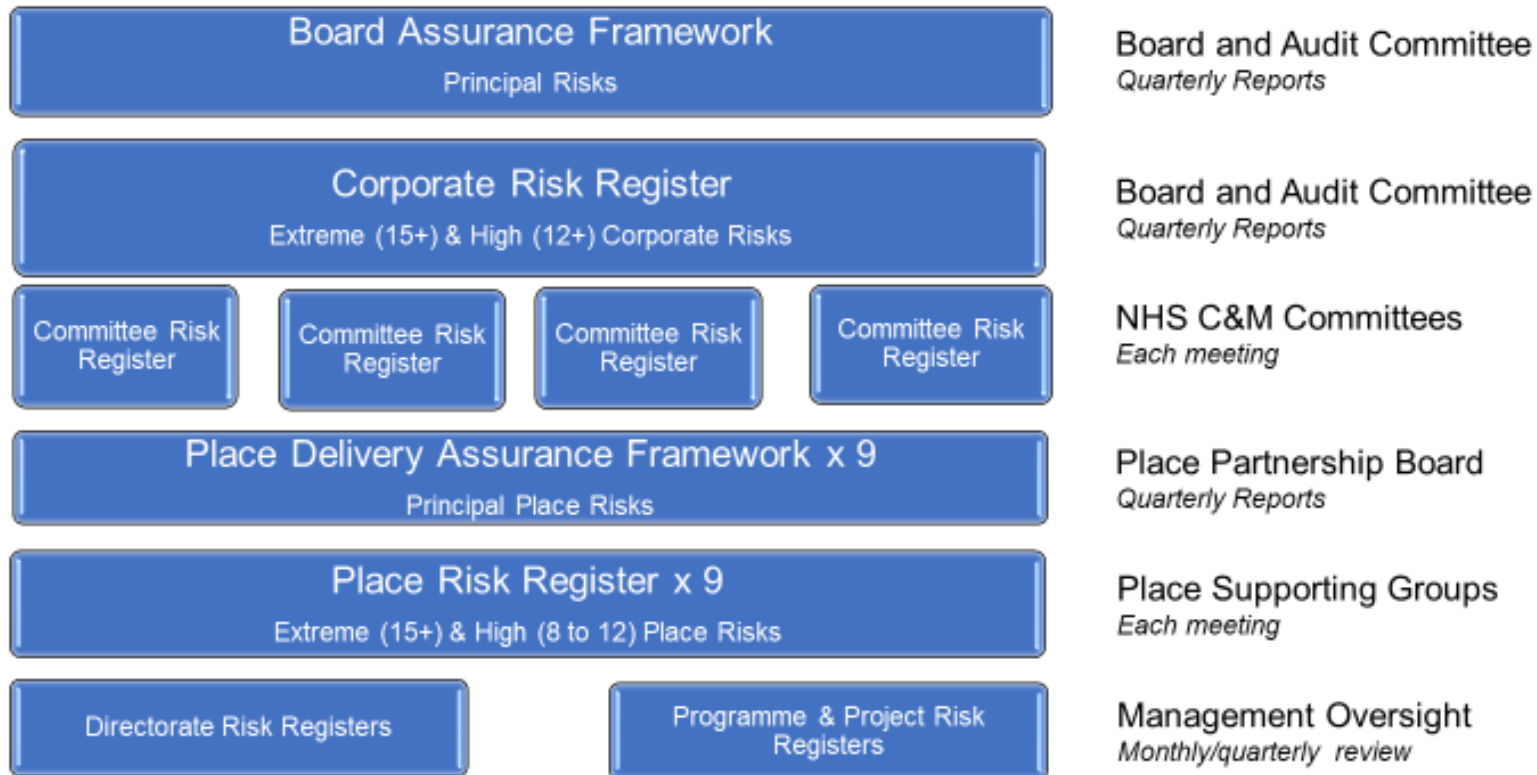 Board Assurance Framework
Principal Risks
Board and Audit Committee
Quarterly Reports
Corporate Risk Register
Extreme (15+) & High (12+) Corporate Risks
Board and Audit Committee
Quarterly Reports
Committee Risk
Register
Committee Risk
Register
Committee Risk
Register
Committee Risk
Register
NHS C&M Committees
Each meeting
Place Delivery Assurance Framework x 9
Principal Place Risks
Place Partnership Board
Quarterly Reports
Place Risk Register x 9
Extreme (15+) & High (8 to 12) Place Risks
Place Supporting Groups
Each meeting
Directorate Risk Registers
Programme & Project Risk
Registers
Management Oversight
Monthly/quarterly review